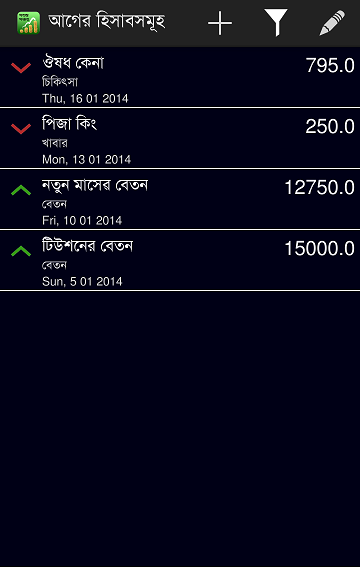 আগের হিসাবসমূহ
ঔষধ কেনা
795.0
চিকিৎসা
Thu, 16 01 2014
পিজা কিং
250.0
খাবার
Mon, 13 01 2014
নতুন মাসের বেতন
12750.0
বেতন
Fri, 10 01 2014
টিউশনের বেতন
15000.0
বেতন
Sun, 5 01 2014